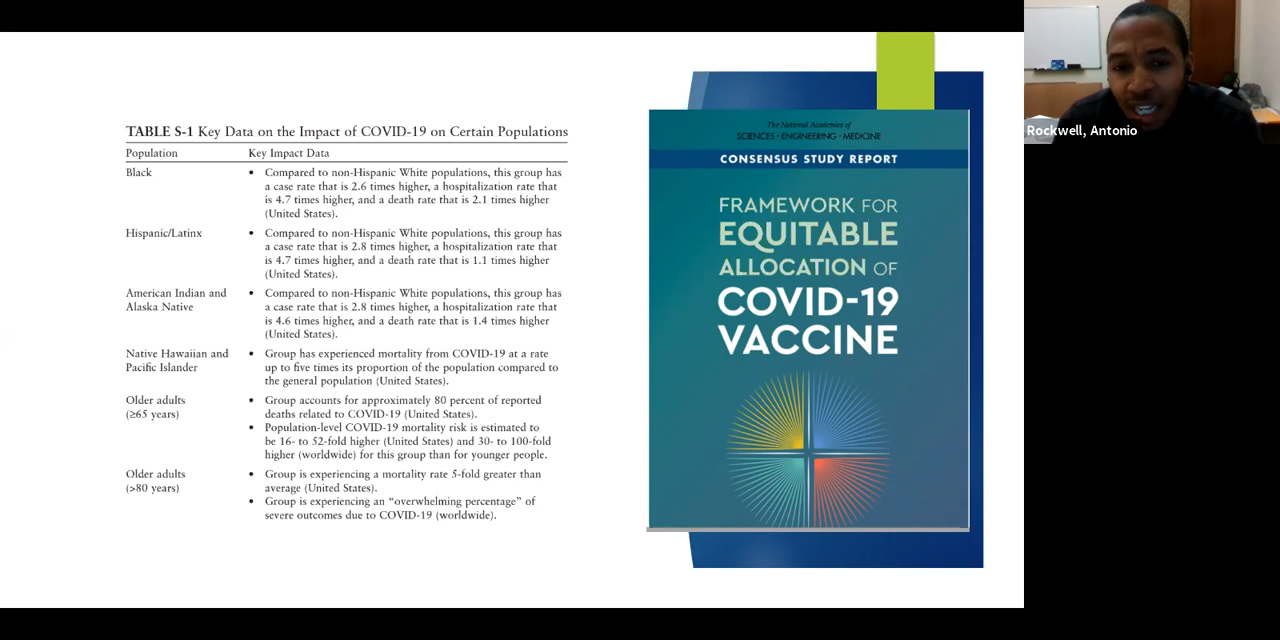 TABLE S-1 Key Data on the Impact of COVID-19 on Certain Populations
Population Key Impact Data
Black • Compared to non-Hispanic White populations, this group has
a case rate that is 2.6 times higher, a hospitalization rate that
is 4.7 times higher, and a death rate that is 2.1 times higher
(United States).
Hispanic/Latinx • Compared to non-Hispanic White populations, this group has
a case rate that is 2.8 times higher, a hospitalization rate that
is 4.7 times higher, and a death rate that is 1.1 times higher
(United States).
American Indian and • Compared to non-Hispanic White populations, this group has
Alaska Native a case rate that is 2.8 times higher, a hospitalization rate that
is 4.6 times higher, and a death rate that is 1.4 times higher
(United States).
Native Hawaiian and • Group has experienced mortality from COVID-19 at a rate
Pacific Islander up to five times its proportion of the population compared to
the general population (United States).
Older adults • Group accounts for approximately 80 percent of reported
(≥65 years) deaths related to COVID-19 (United States).
• Population-level COVID-19 mortality risk is estimated to
be 16- to 52-fold higher (United States) and 30- to 100-fold
higher (worldwide) for this group than for younger people.
Older adults • Group is experiencing a mortality rate 5-fold greater than
(>80 years) average (United States).
• Group is experiencing an “overwhelming percentage” of
severe outcomes due to COVID-19 (worldwide).
The National Academies of
SCIENCES • ENGINEERING • MEDICINE
CONSENSUS STUDY REPORT
FRAMEWORK FOR
EQUITABLE
ALLOCATION OF
COVID-19
VACCINE
Rockwell, Antonio